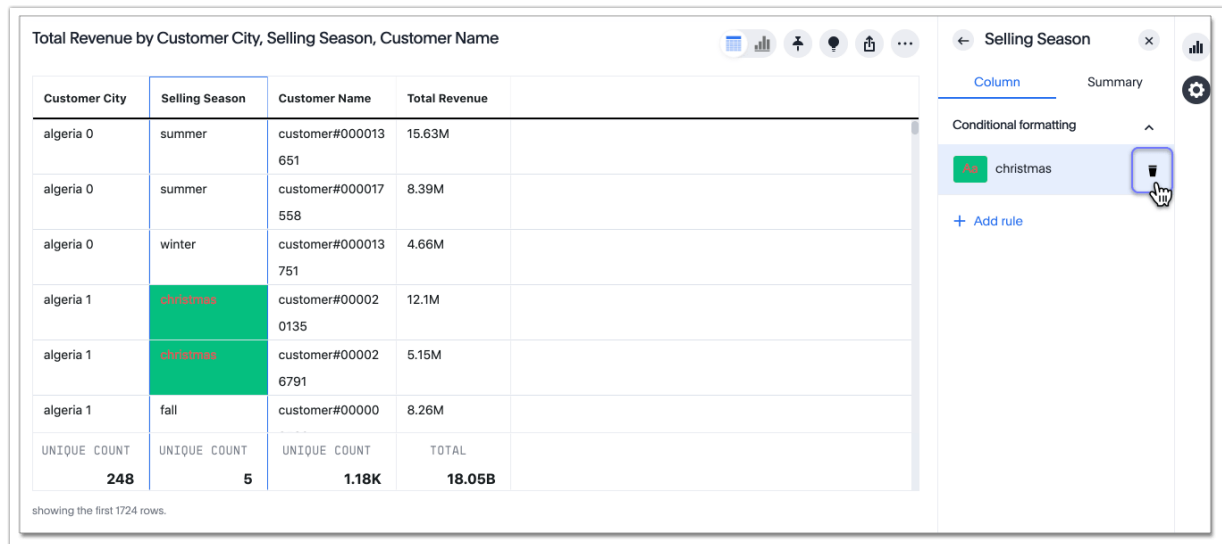 Total Revenue by Customer City, Selling Season, Customer Name
Customer City Selling Season Customer Name Total Revenue
algeria 0 summer customer#000013 15.63M
651
algeria 0 summer customer#000017 8.39M
558
algeria 0 winter customer#000013 4.66M
751
algeria 1 christmas customer#00002 12.1M
0135
algeria 1 christmas customer#00002 5.15M
6791
algeria 1 fall customer#00000 8.26M
UNIQUE COUNT UNIQUE COUNT UNIQUE COUNT TOTAL
248 5 1.18K 18.05B
showing the first 1724 rows.
Selling Season
Column Summary
Conditional formatting
Aa christmas
+ Add rule